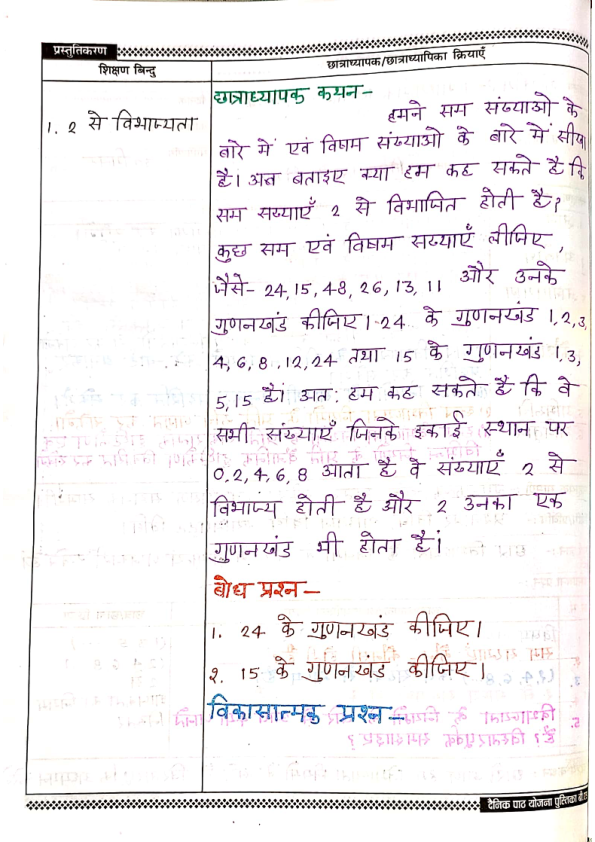 प्रस्तुतिकरण
शिक्षण बिन्दु
छात्राध्यापक/छात्राध्यापिका क्रियाएँ
1. 2 से विभाज्यता
छात्राध्यापक कथन–
हमने सम संख्याओ के
बारे में एवं विषम संख्याओ के बारे में सीखा
है। अब बताइए क्या हम कह सकते है कि
सम सख्याएँ 2 से विभाजित होती है?
कुछ सम एवं विषम सख्याएँ लीजिए,
जैसे- 24, 15, 48, 26, 13, 11 और उनके
गुणनखंड कीजिए। 24 के गुणनखंड 1, 2, 3,
4, 6, 8, 12, 24 तथा 15 के गुणनखंड 1, 3,
5, 15 है। अत: हम कह सकते है कि वे
सभी संख्याएँ जिनके इकाई स्थान पर
0, 2, 4, 6, 8 आता है वे संख्याएँ 2 से
विभाज्य होती है और 2 उनका एक
गुणनखंड भी होता है।
बोध प्रश्न–
1. 24 के गुणनखंड कीजिए।
2. 15 के गुणनखंड कीजिए।
विकासात्मक प्रश्न–
दैनिक पाठ योजना पुस्तिका